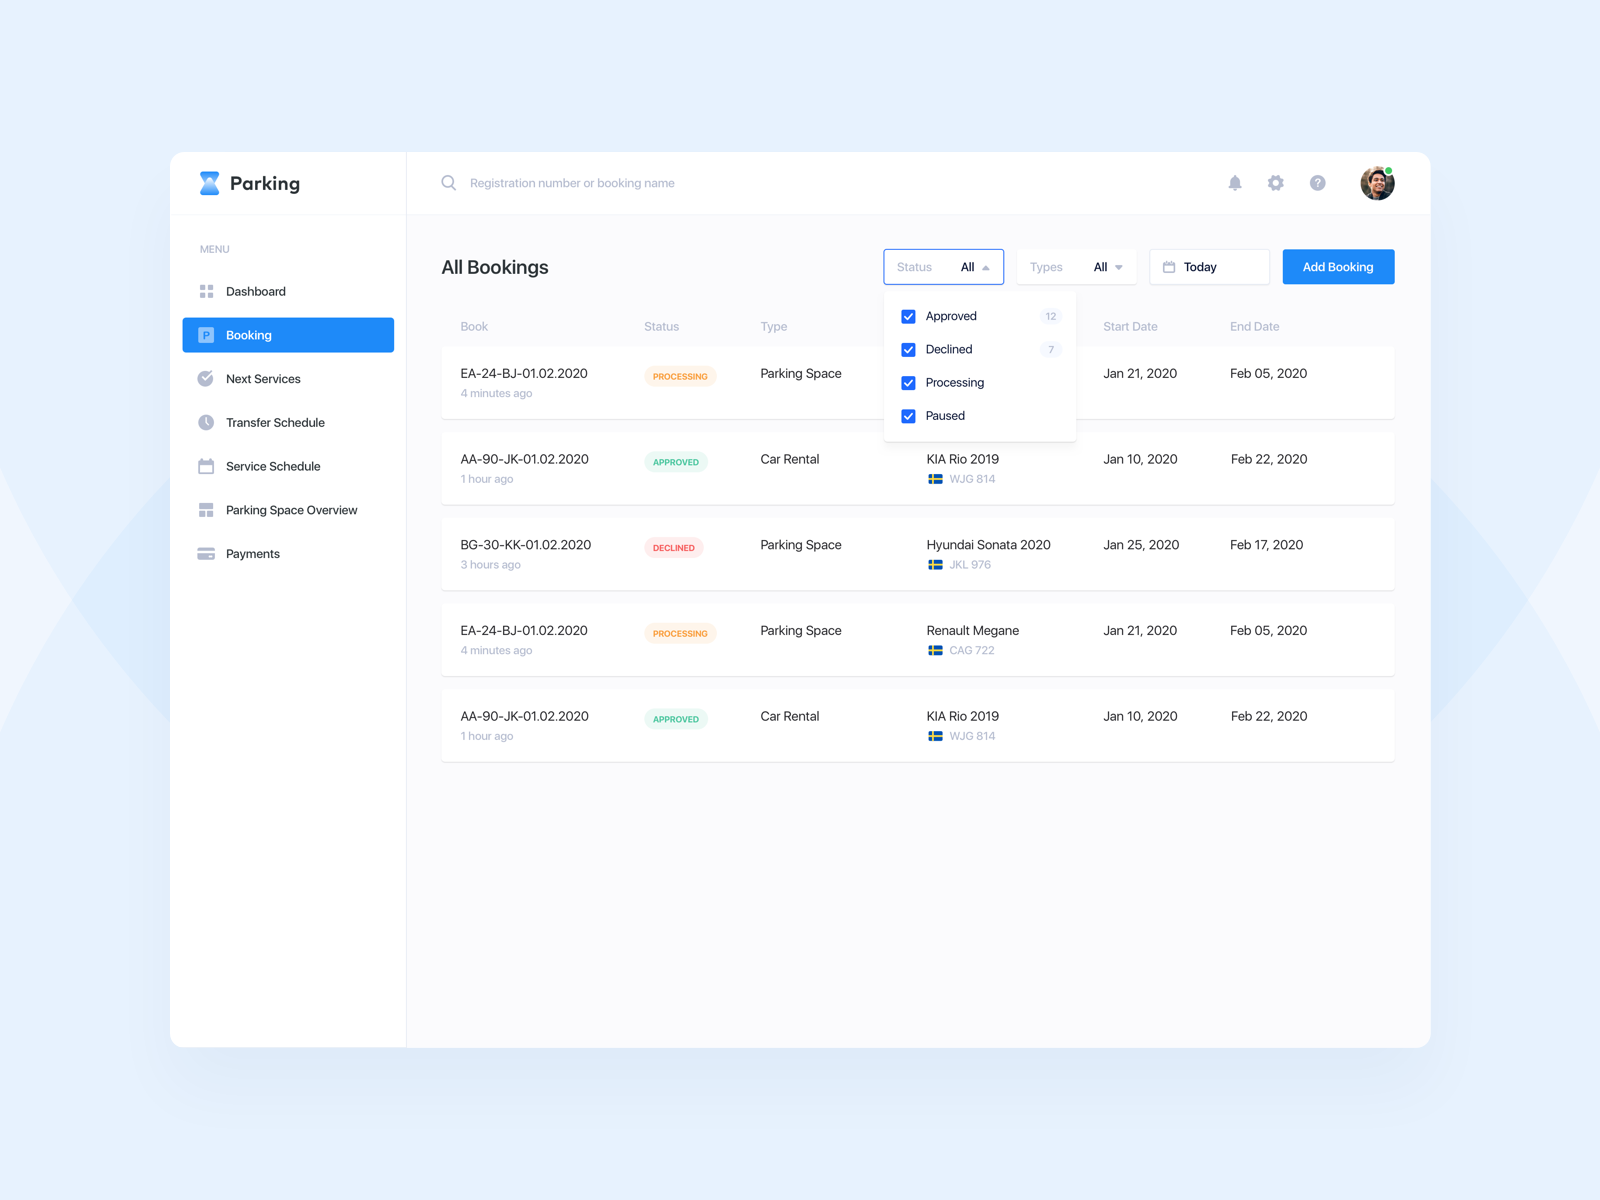 Parking
Registration number or booking name
?
MENU
Dashboard
P Booking
Next Services
Transfer Schedule
Service Schedule
Parking Space Overview
Payments
All Bookings
Status All
Types All
Today
Add Booking
Approved 12
Declined 7
Processing
Paused
Book Status Type Start Date End Date
EA-24-BJ-01.02.2020 PROCESSING Parking Space Jan 21, 2020 Feb 05, 2020
4 minutes ago
AA-90-JK-01.02.2020 APPROVED Car Rental KIA Rio 2019 Jan 10, 2020 Feb 22, 2020
1 hour ago WJG 814
BG-30-KK-01.02.2020 DECLINED Parking Space Hyundai Sonata 2020 Jan 25, 2020 Feb 17, 2020
3 hours ago JKL 976
EA-24-BJ-01.02.2020 PROCESSING Parking Space Renault Megane Jan 21, 2020 Feb 05, 2020
4 minutes ago CAG 722
AA-90-JK-01.02.2020 APPROVED Car Rental KIA Rio 2019 Jan 10, 2020 Feb 22, 2020
1 hour ago WJG 814